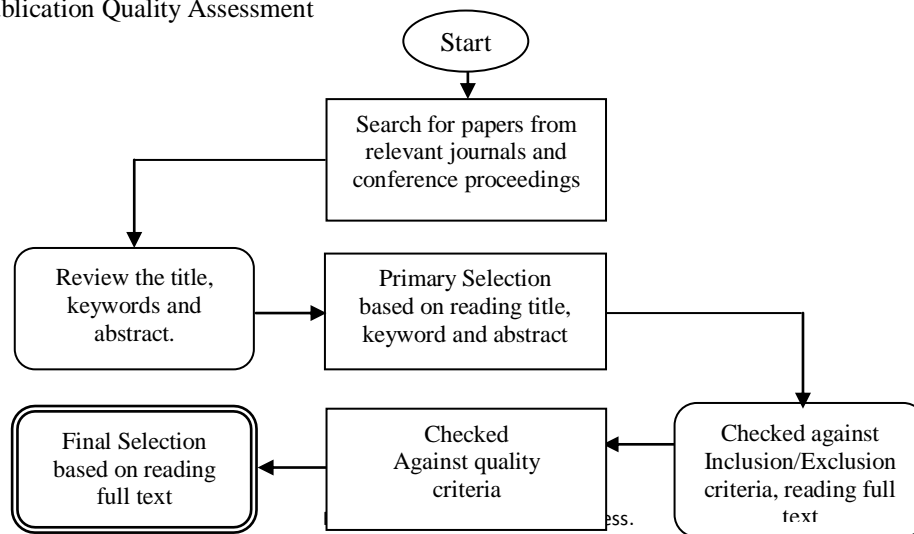 Publication Quality Assessment
Start
Search for papers from
relevant journals and
conference proceedings
Review the title,
keywords and
abstract.
Primary Selection
based on reading title,
keyword and abstract
Checked against
Inclusion/Exclusion
criteria, reading full
text
Checked
Against quality
criteria
Final Selection
based on reading
full text